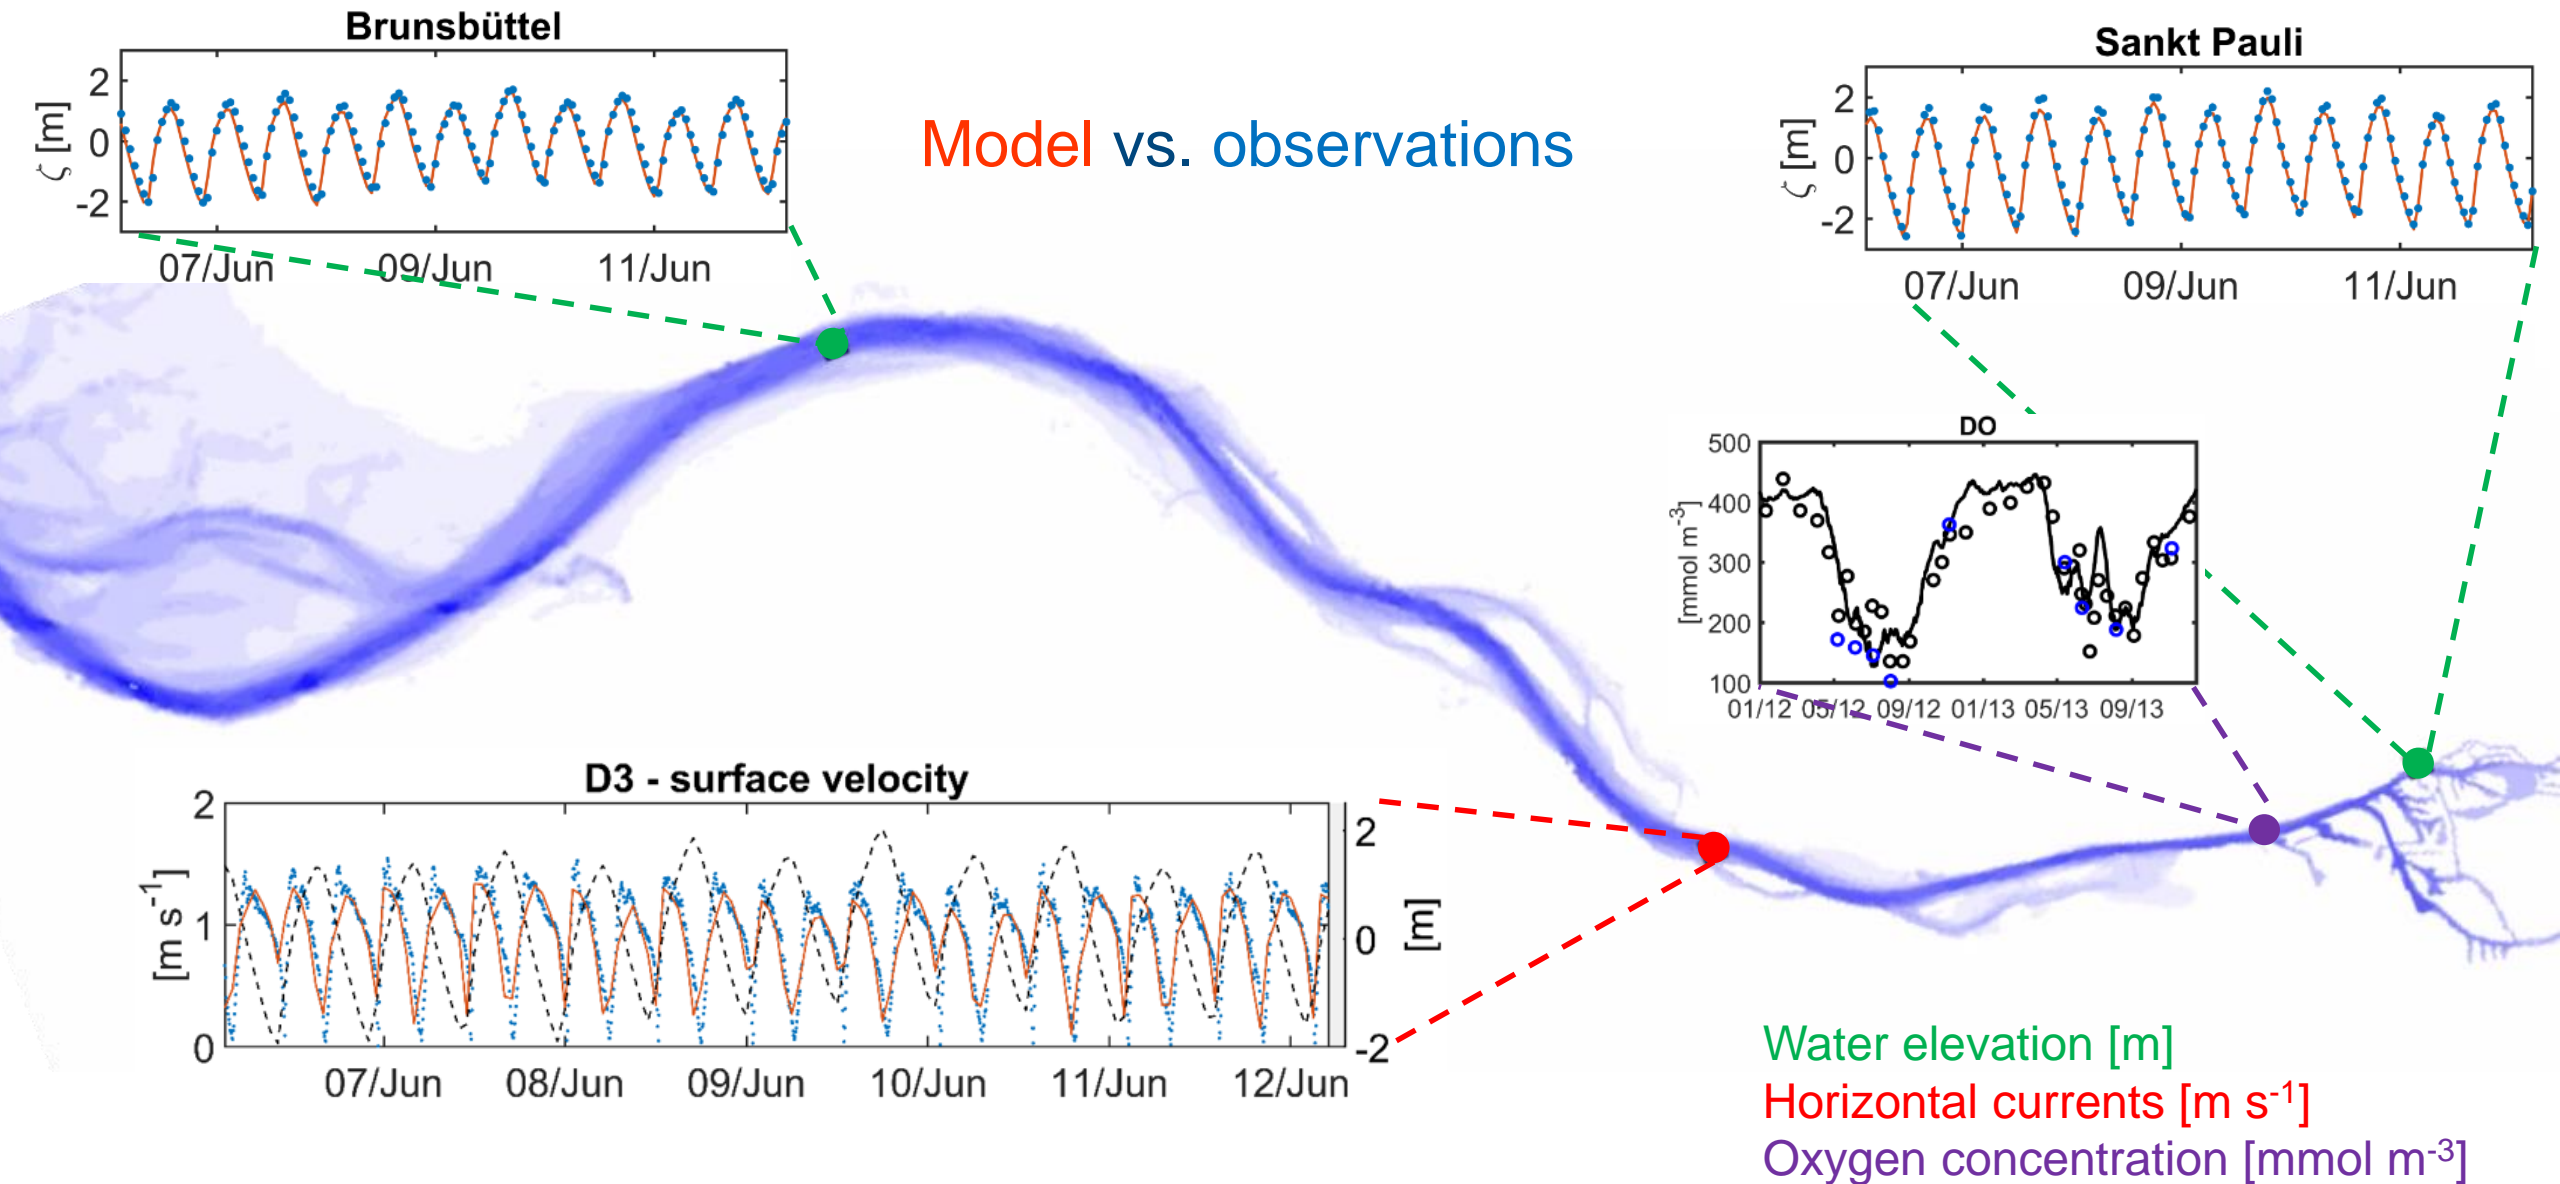 Brunsbüttel
ζ [m]
2
0
-2
07/Jun 09/Jun 11/Jun
Model vs. observations
Sankt Pauli
ζ [m]
2
0
-2
07/Jun 09/Jun 11/Jun
DO
[mmol m-3]
500
400
300
200
100
01/12 05/12 09/12 01/13 05/13 09/13
D3 - surface velocity
[m s-1]
2
1
0
2
0
-2
[m]
07/Jun 08/Jun 09/Jun 10/Jun 11/Jun 12/Jun
Water elevation [m]
Horizontal currents [m s-1]
Oxygen concentration [mmol m-3]